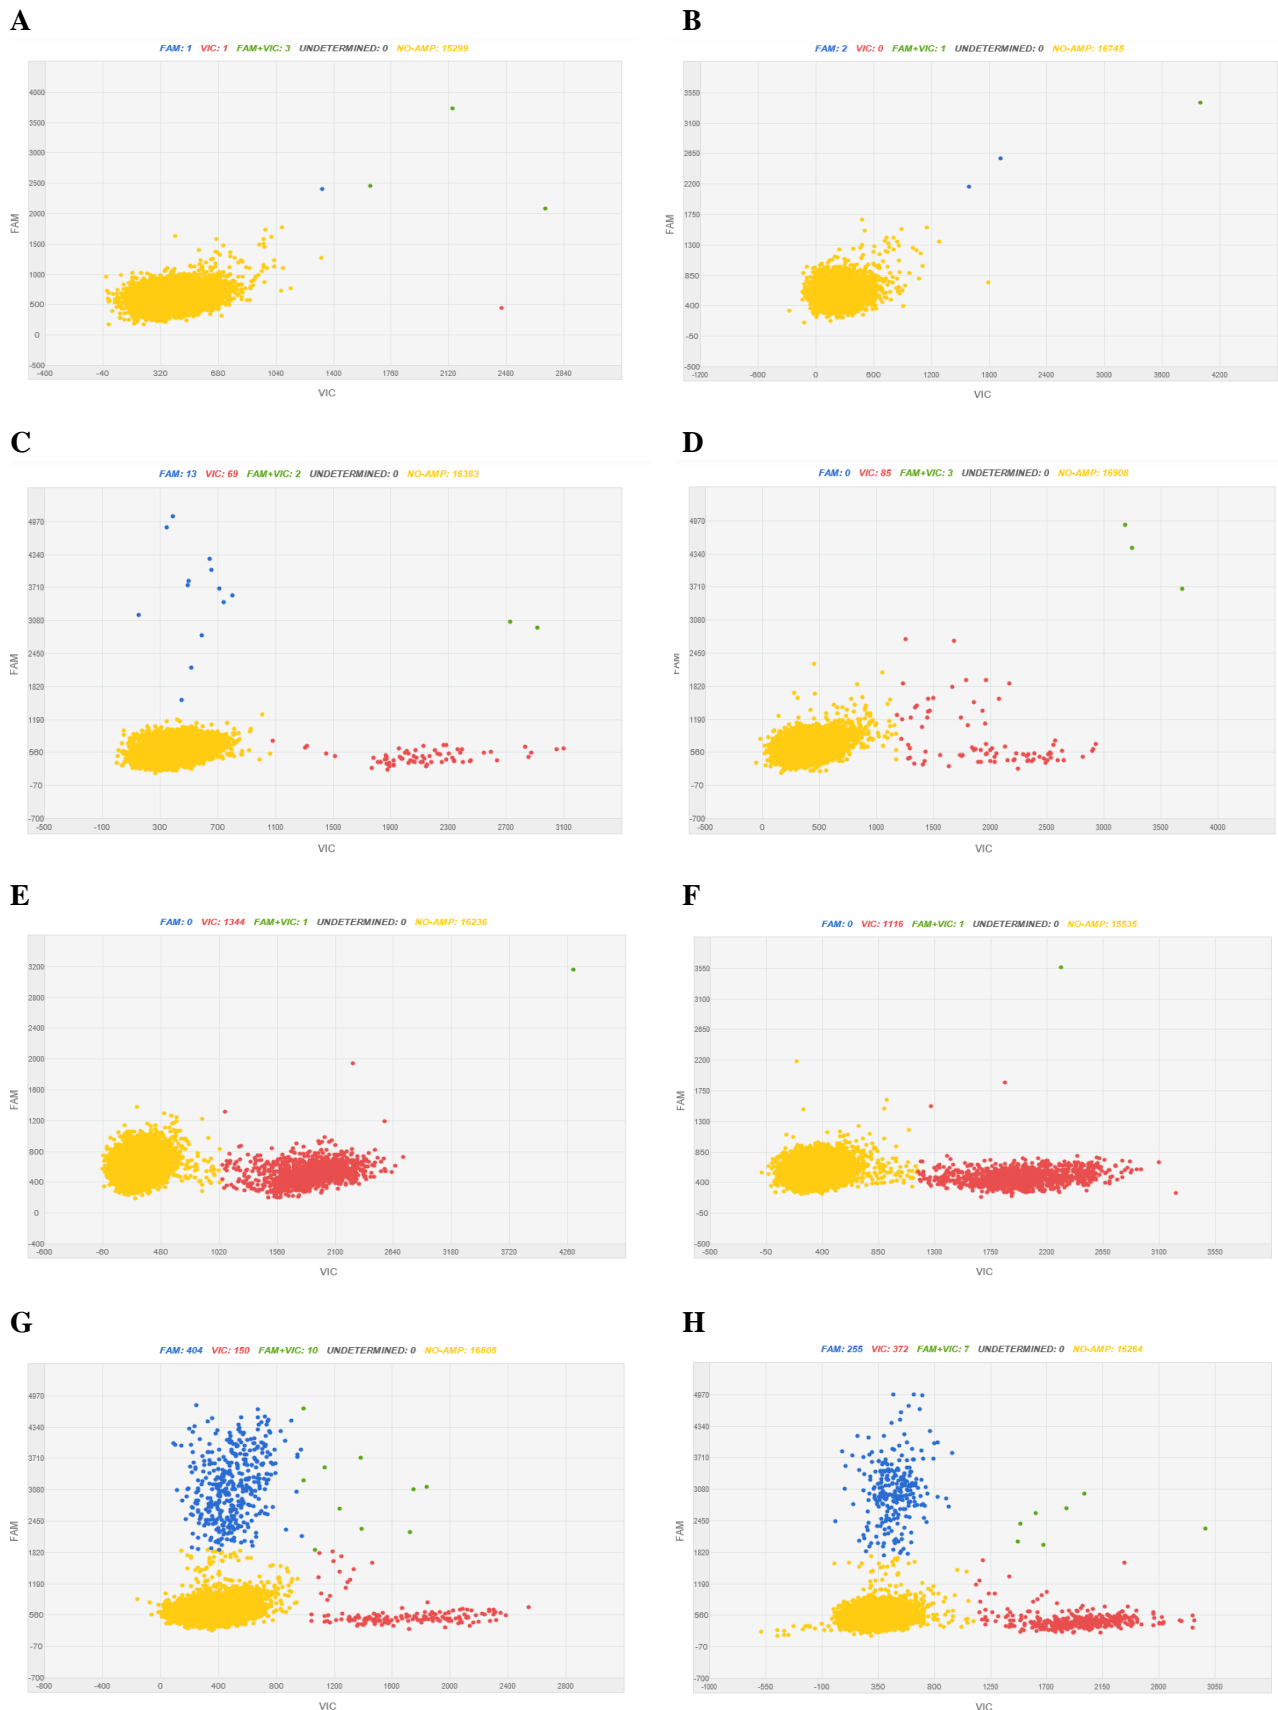 A
FAM: 1 VIC: 1 FAM+VIC: 3 UNDETERMINED: 0 NO-AMP: 15299
4000
3500
3000
2500
2000
1500
1000
500
0
-500
FAM
-400 -40 320 680 1040 1400 1760 2120 2480 2840
VIC
B
FAM: 2 VIC: 0 FAM+VIC: 1 UNDETERMINED: 0 NO-AMP: 16745
3550
3100
2650
2200
1750
1300
850
400
-50
-500
FAM
-1200 -600 0 600 1200 1800 2400 3000 3600 4200
VIC
C
FAM: 13 VIC: 69 FAM+VIC: 2 UNDETERMINED: 0 NO-AMP: 16383
4970
4340
3710
3080
2450
1820
1190
560
-70
-700
FAM
-500 -100 300 700 1100 1500 1900 2300 2700 3100
VIC
D
FAM: 0 VIC: 85 FAM+VIC: 3 UNDETERMINED: 0 NO-AMP: 16908
4970
4340
3710
3080
2450
1820
1190
560
-70
-700
FAM
-500 0 500 1000 1500 2000 2500 3000 3500 4000
VIC
E
FAM: 0 VIC: 1344 FAM+VIC: 1 UNDETERMINED: 0 NO-AMP: 16236
3200
2800
2400
2000
1600
1200
800
400
0
-400
FAM
-600 -60 480 1020 1560 2100 2640 3180 3720 4260
VIC
F
FAM: 0 VIC: 1116 FAM+VIC: 1 UNDETERMINED: 0 NO-AMP: 15535
3550
3100
2650
2200
1750
1300
850
400
-50
-500
FAM
-500 -50 400 850 1300 1750 2200 2650 3100 3550
VIC
G
FAM: 404 VIC: 150 FAM+VIC: 10 UNDETERMINED: 0 NO-AMP: 16805
4970
4340
3710
3080
2450
1820
1190
560
-70
-700
FAM
-800 -400 0 400 800 1200 1600 2000 2400 2800
VIC
H
FAM: 255 VIC: 372 FAM+VIC: 7 UNDETERMINED: 0 NO-AMP: 15264
4970
4340
3710
3080
2450
1820
1190
560
-70
-700
FAM
-1000 -550 -100 350 800 1250 1700 2150 2600 3050
VIC